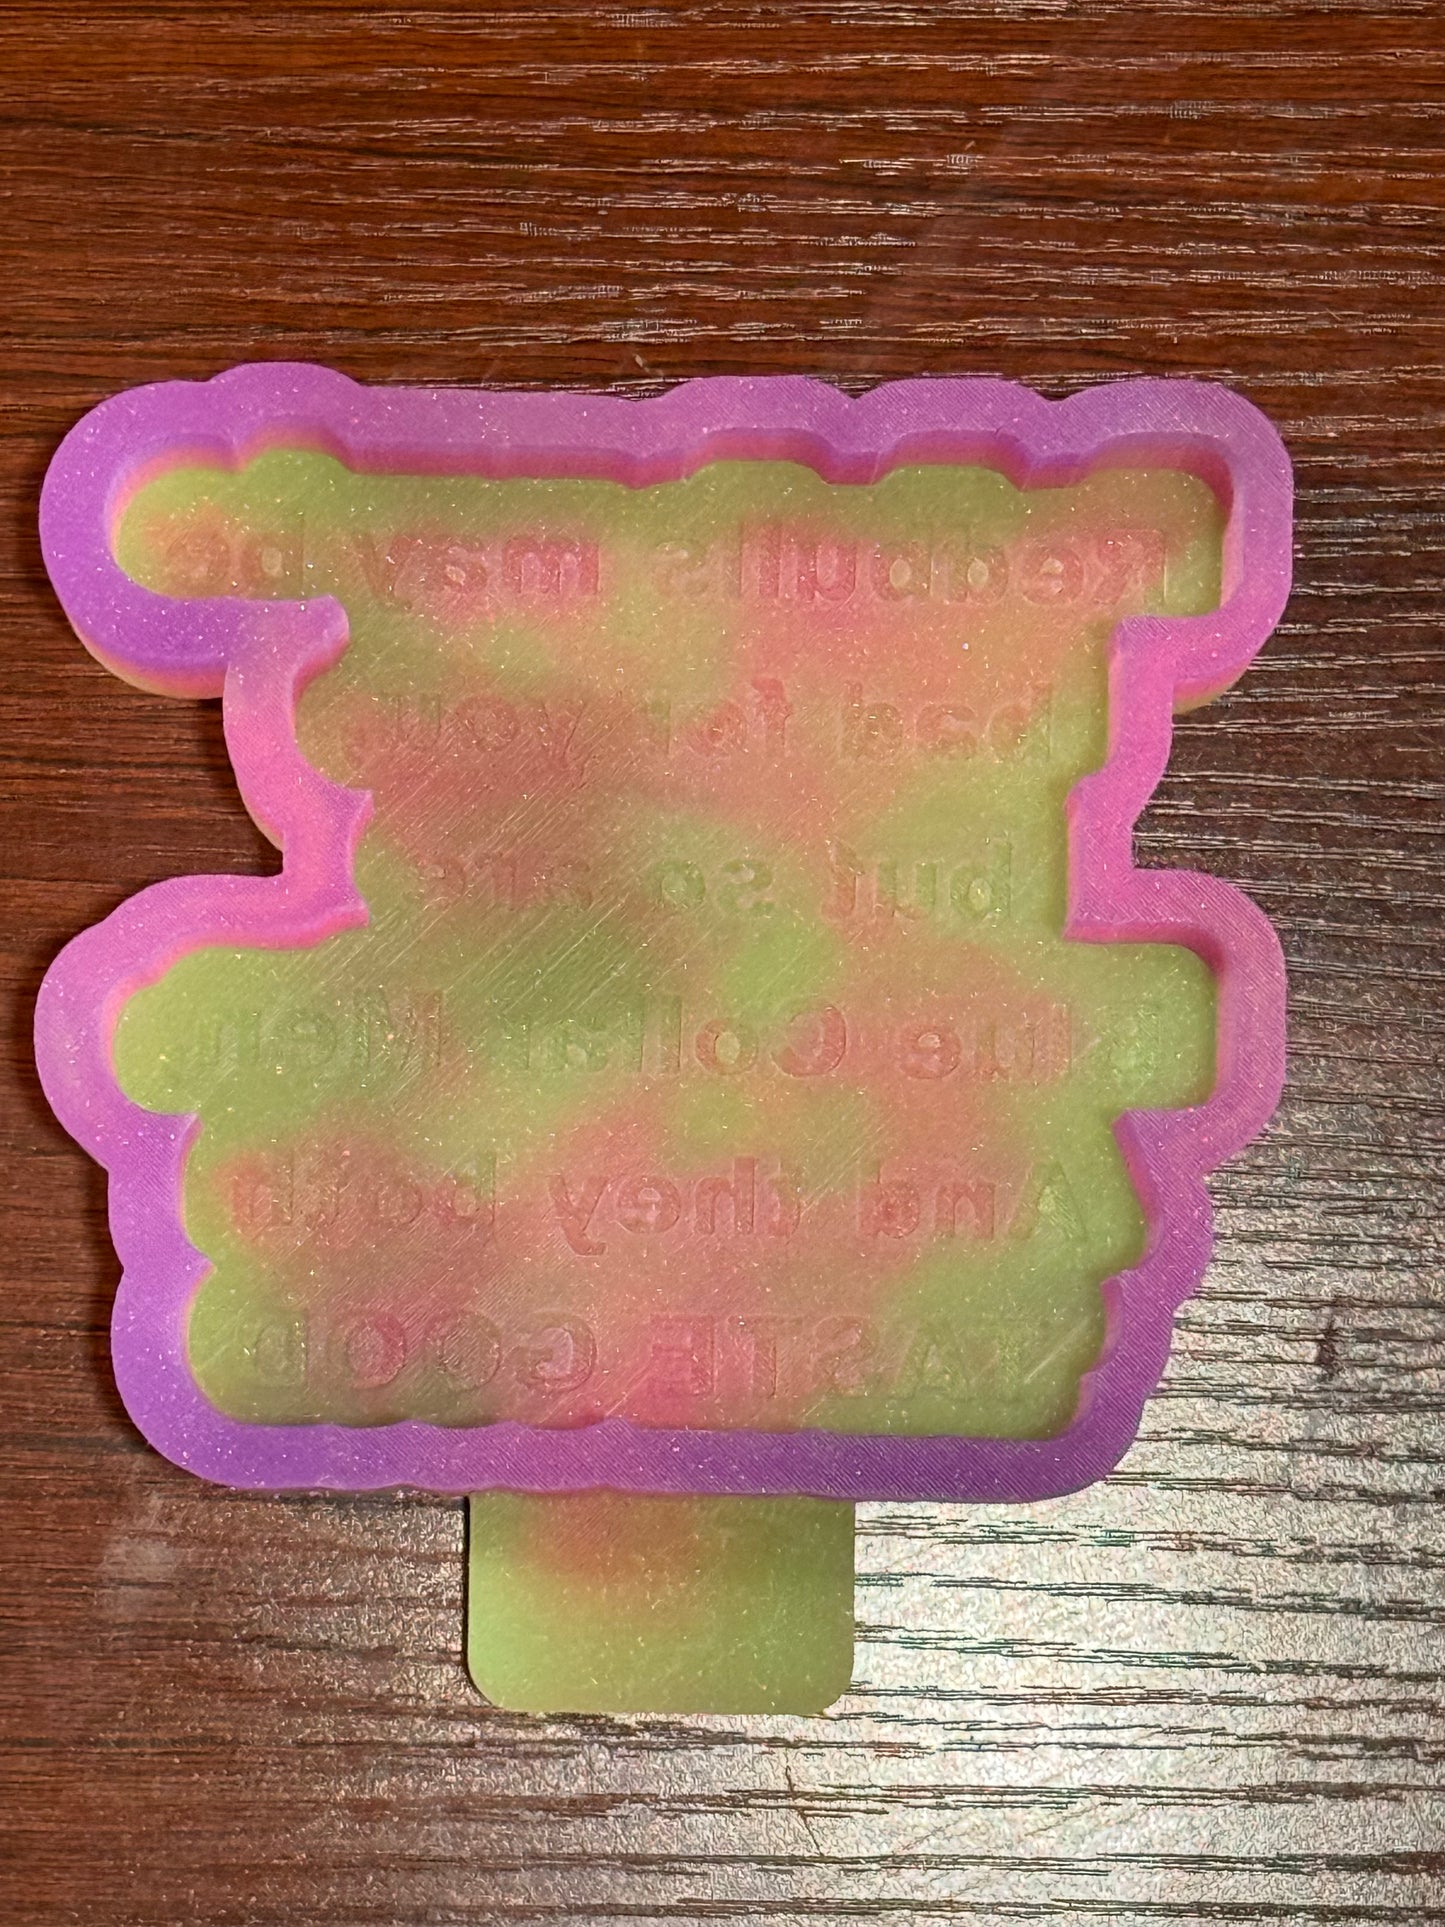 Redbulls may be
bad for you,
but so are
Blue Collar Men,
And they both
TASTE GOOD